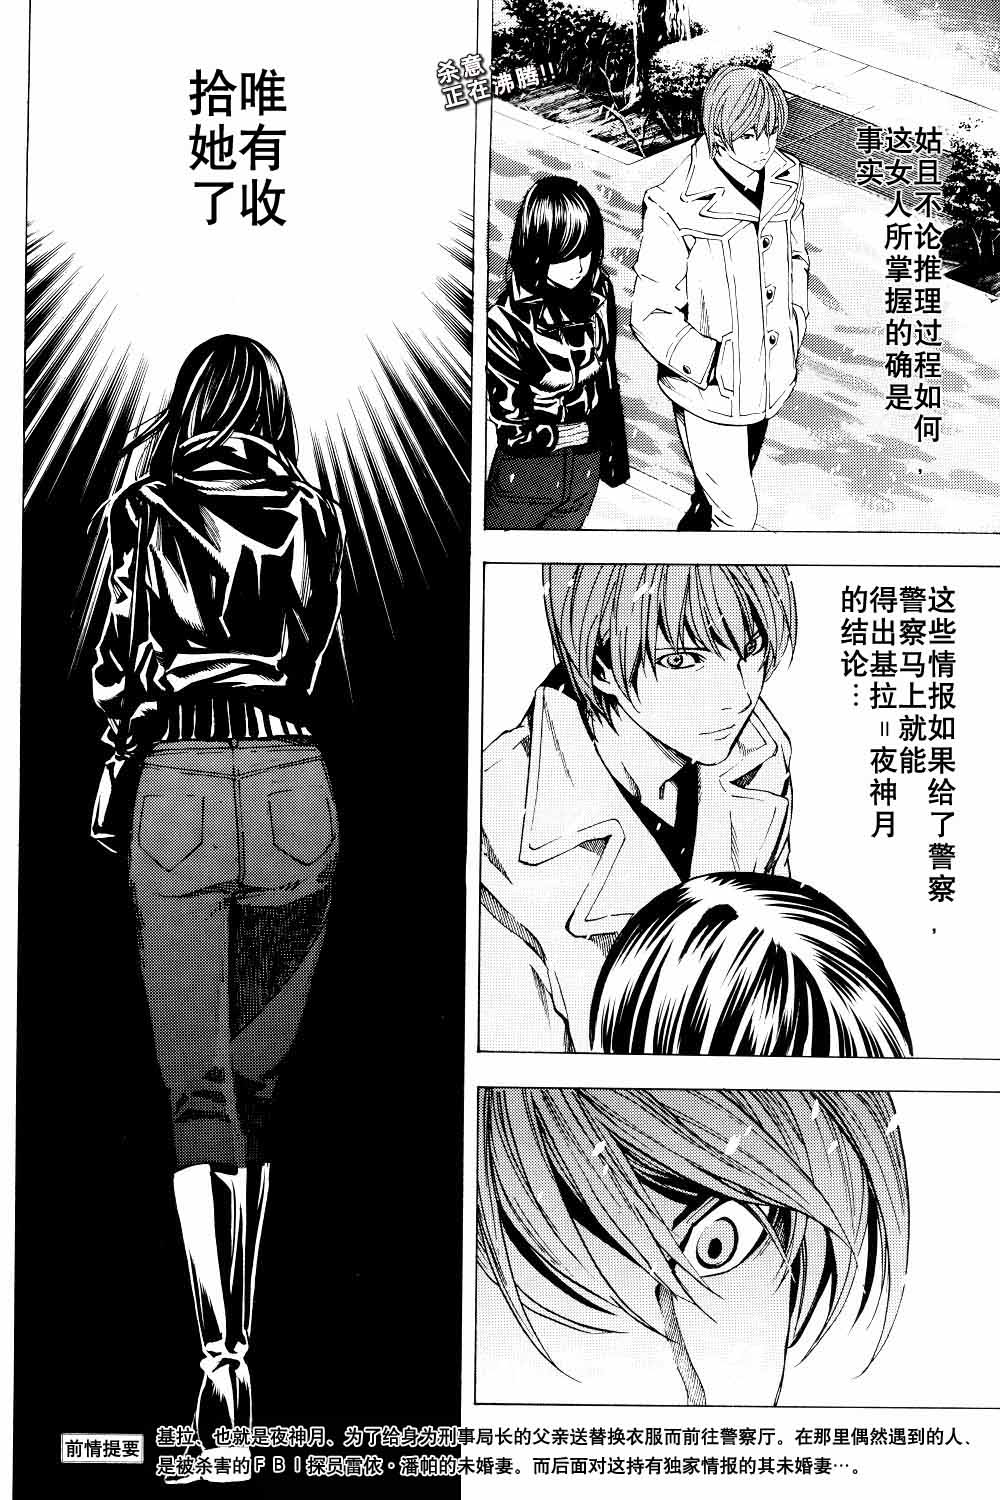 杀意
正在沸腾!!
姑且不论推理过程如何,
这女人所掌握的确是
事实
这些情报如果给了警察,
警察马上就能
得出基拉=夜神月
的结论…
唯有收
拾她了
前情提要
基拉、也就是夜神月、为了给身为刑事局长的父亲送替换衣服而前往警察厅。在那里偶然遇到的人、
是被杀害的FBI探员雷依·潘帕的未婚妻。而后面对这持有独家情报的其未婚妻…。